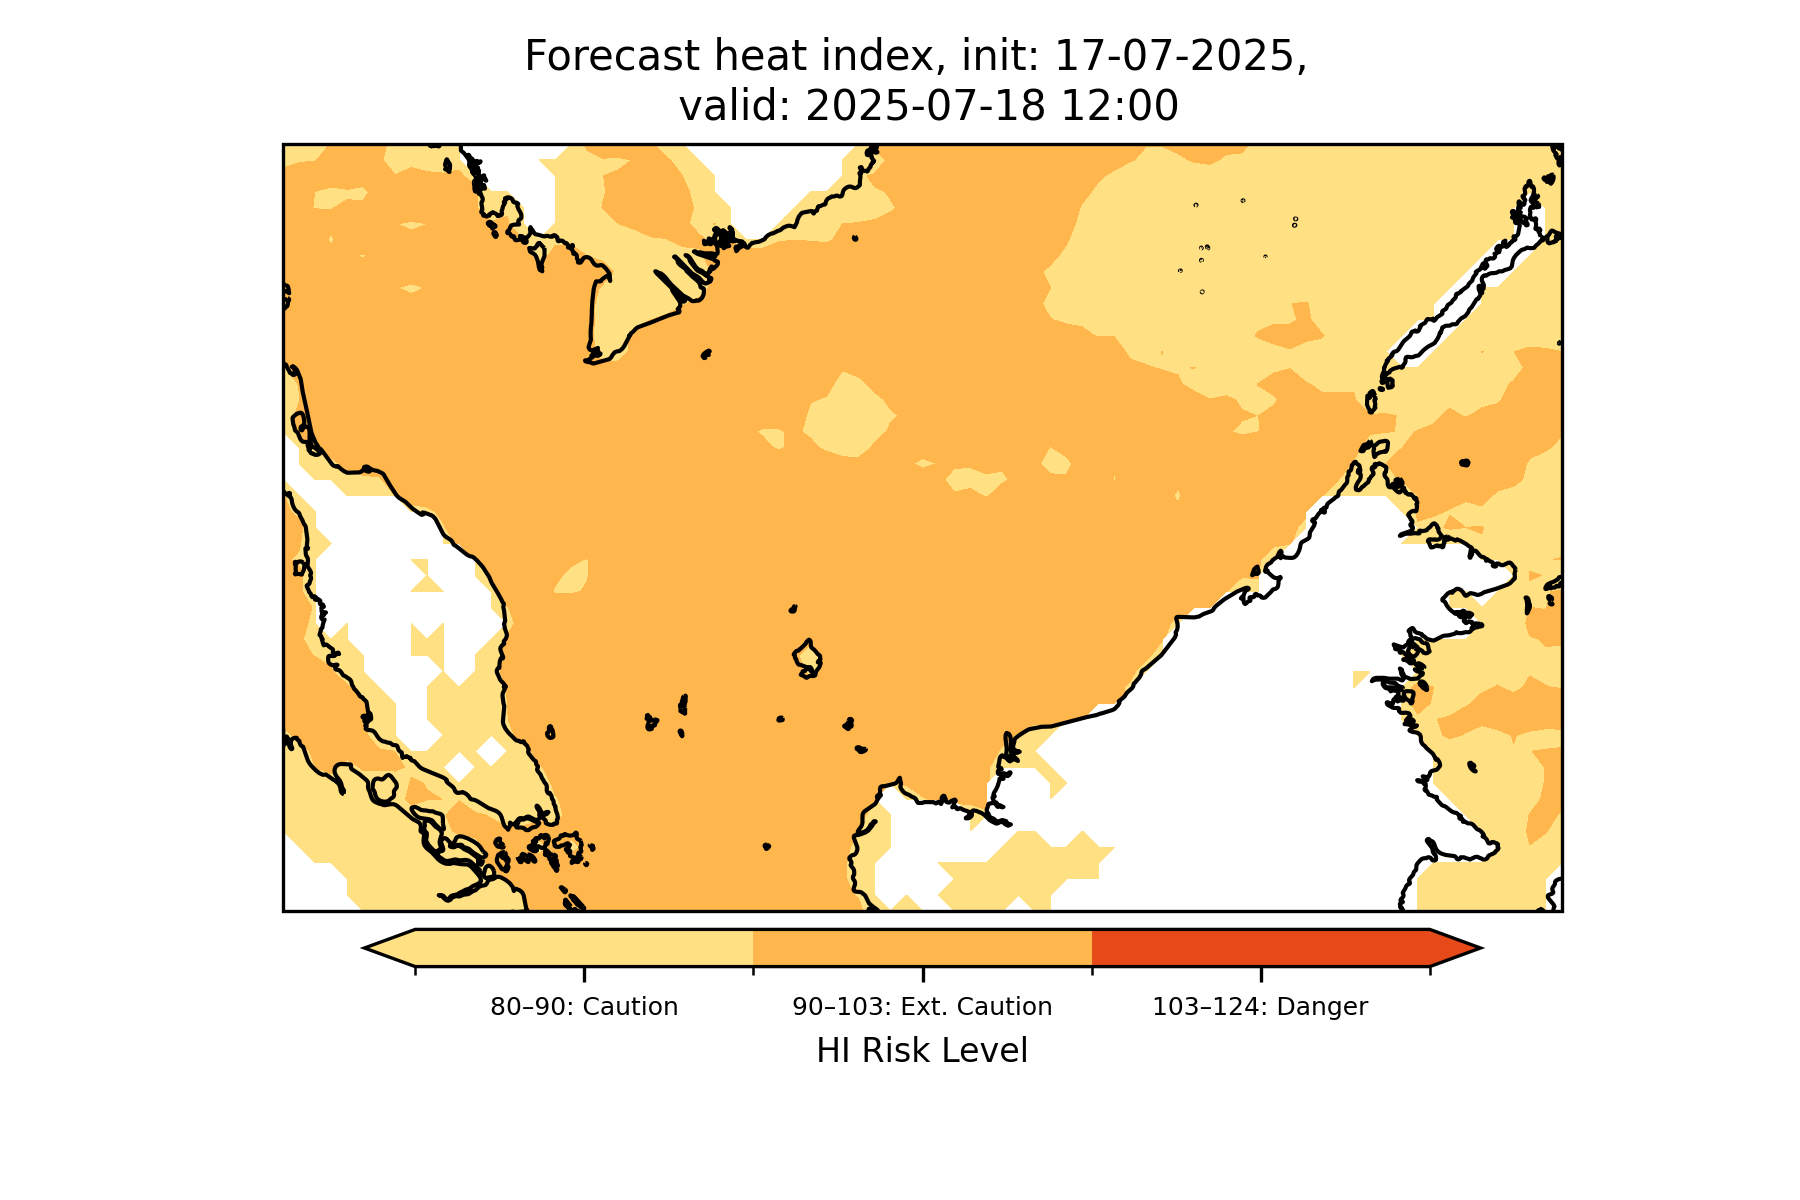 Forecast heat index, init: 17-07-2025,
valid: 2025-07-18 12:00
80–90: Caution
90–103: Ext. Caution
103–124: Danger
HI Risk Level